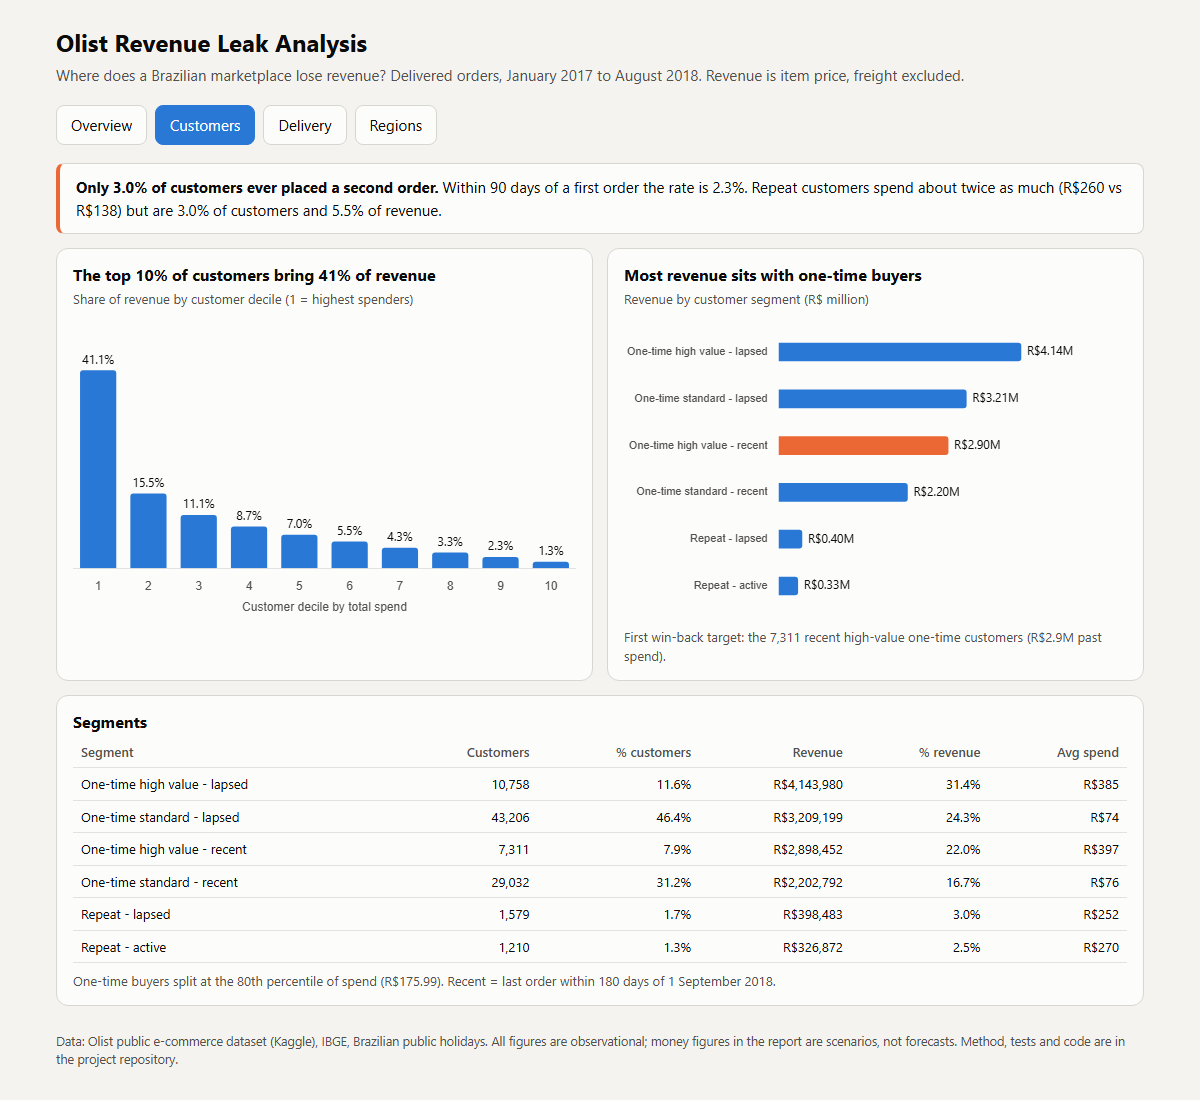 Olist Revenue Leak Analysis
Where does a Brazilian marketplace lose revenue? Delivered orders, January 2017 to August 2018. Revenue is item price, freight excluded.
Overview
Customers
Delivery
Regions
Only 3.0% of customers ever placed a second order. Within 90 days of a first order the rate is 2.3%. Repeat customers spend about twice as much (R$260 vs
R$138) but are 3.0% of customers and 5.5% of revenue.
The top 10% of customers bring 41% of revenue
Share of revenue by customer decile (1 = highest spenders)
41.1%
15.5%
11.1%
8.7%
7.0%
5.5%
4.3%
3.3%
2.3%
1.3%
1 2 3 4 5 6 7 8 9 10
Customer decile by total spend
Most revenue sits with one-time buyers
Revenue by customer segment (R$ million)
One-time high value - lapsed R$4.14M
One-time standard - lapsed R$3.21M
One-time high value - recent R$2.90M
One-time standard - recent R$2.20M
Repeat - lapsed R$0.40M
Repeat - active R$0.33M
First win-back target: the 7,311 recent high-value one-time customers (R$2.9M past
spend).
Segments
Segment Customers % customers Revenue % revenue Avg spend
One-time high value - lapsed 10,758 11.6% R$4,143,980 31.4% R$385
One-time standard - lapsed 43,206 46.4% R$3,209,199 24.3% R$74
One-time high value - recent 7,311 7.9% R$2,898,452 22.0% R$397
One-time standard - recent 29,032 31.2% R$2,202,792 16.7% R$76
Repeat - lapsed 1,579 1.7% R$398,483 3.0% R$252
Repeat - active 1,210 1.3% R$326,872 2.5% R$270
One-time buyers split at the 80th percentile of spend (R$175.99). Recent = last order within 180 days of 1 September 2018.
Data: Olist public e-commerce dataset (Kaggle), IBGE, Brazilian public holidays. All figures are observational; money figures in the report are scenarios, not forecasts. Method, tests and code are in
the project repository.